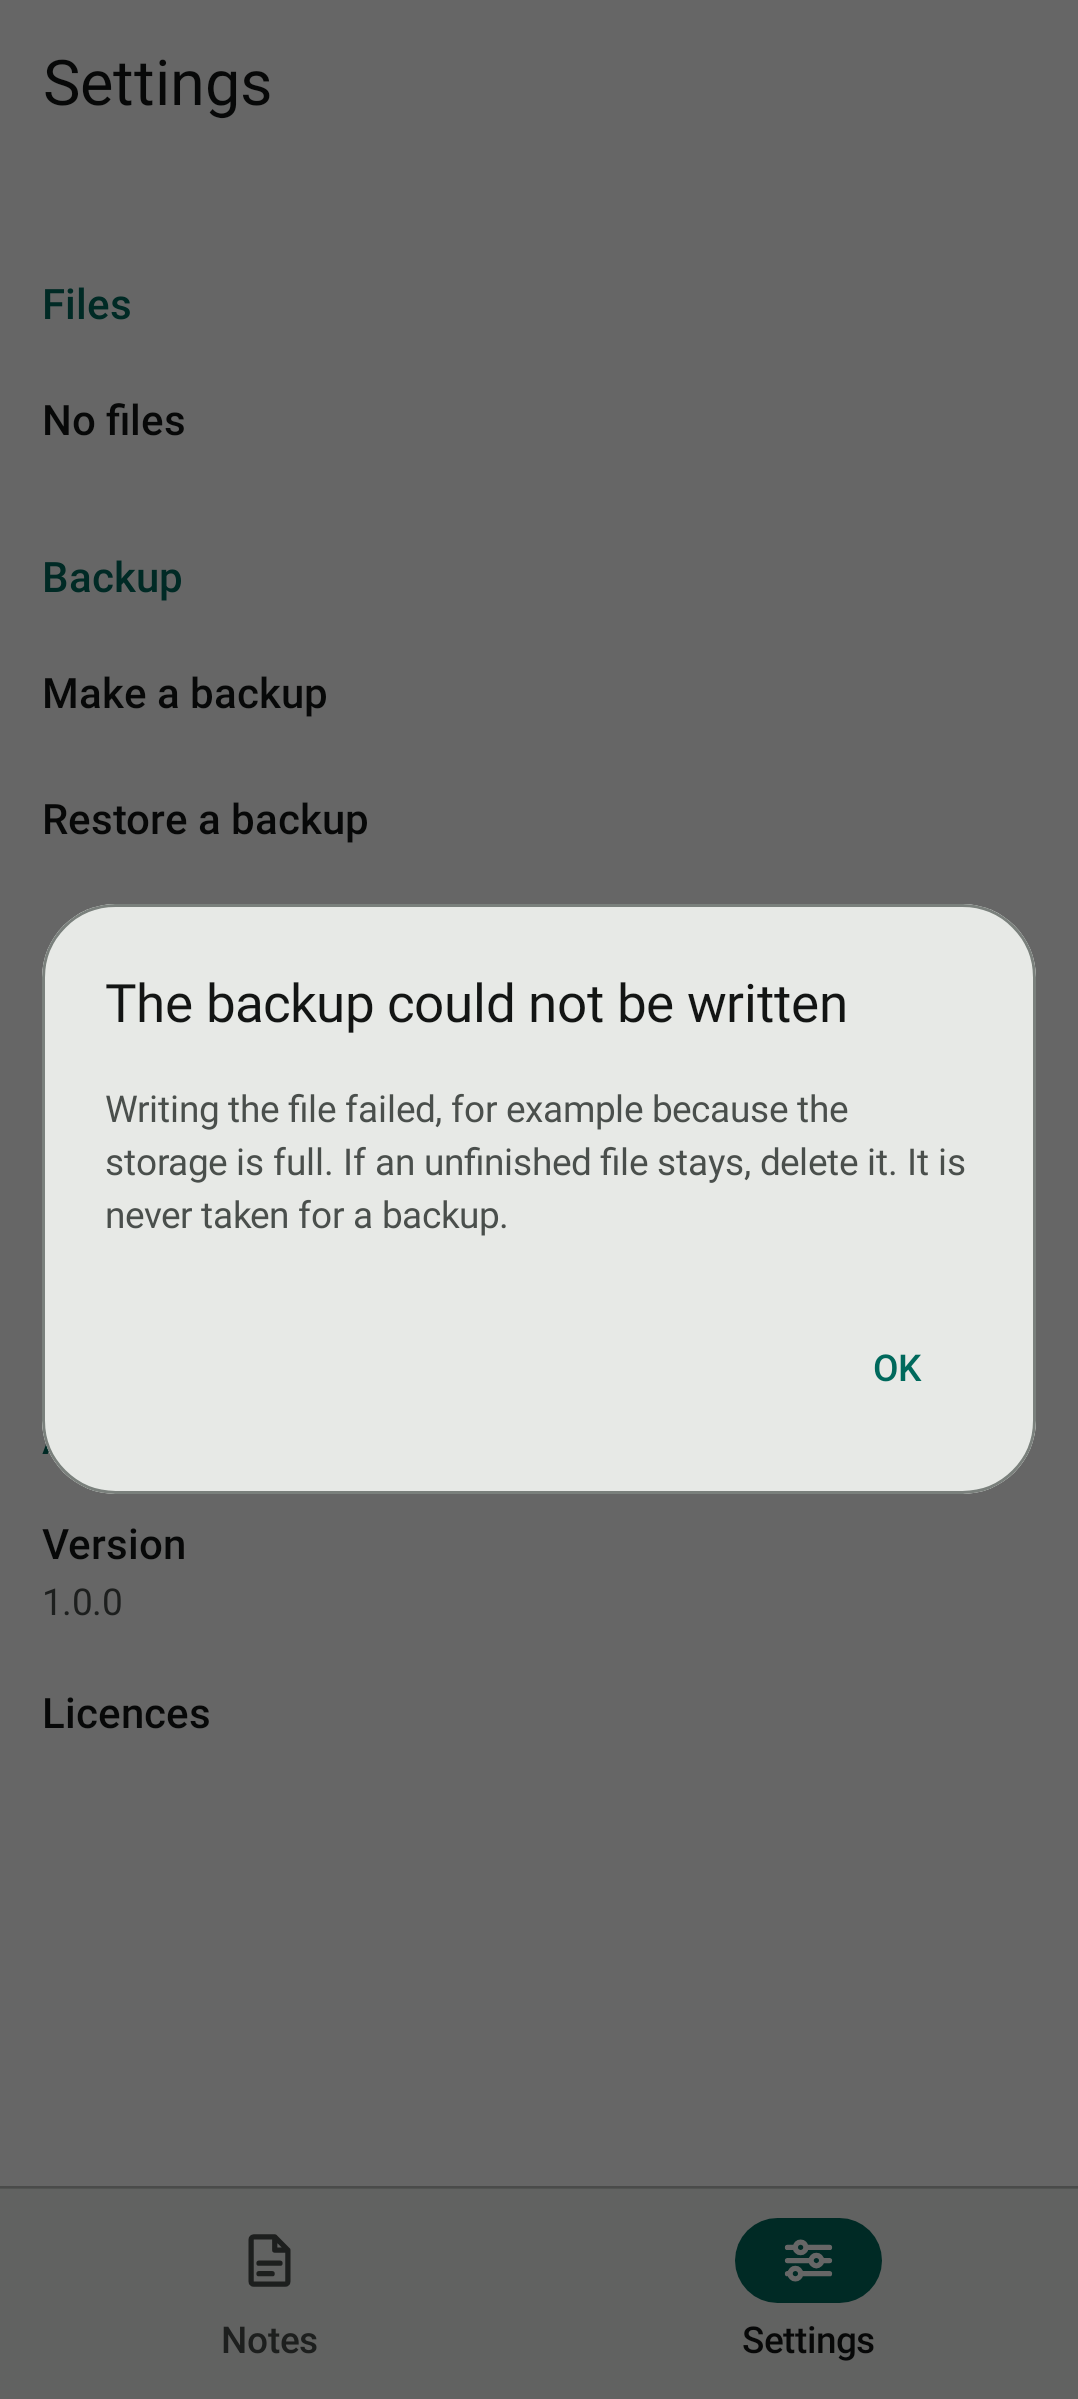 Settings
Files
No files
Backup
Make a backup
Restore a backup
The backup could not be written
Writing the file failed, for example because the
storage is full. If an unfinished file stays, delete it. It is
never taken for a backup.
OK
Version
1.0.0
Licences
Notes
Settings